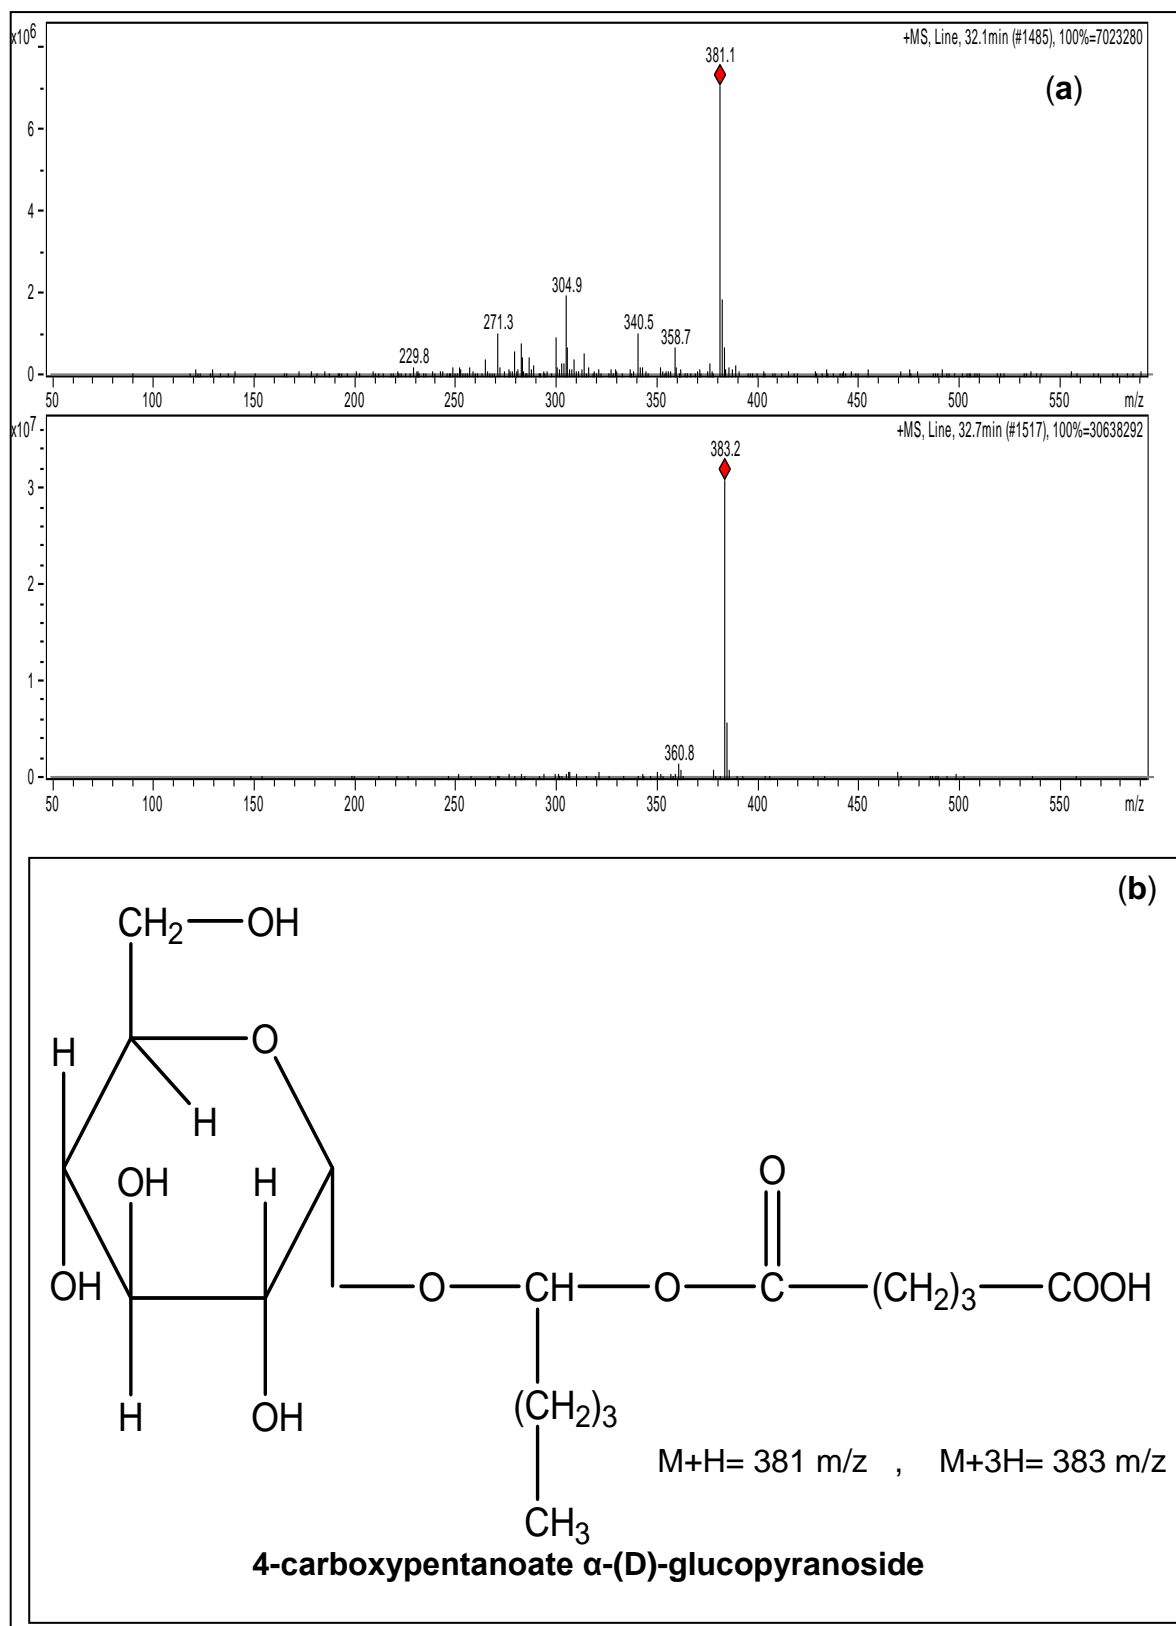 x10⁶
+MS, Line, 32.1min (#1485), 100%=7023280
381.1
(a)
6
4
2
304.9
271.3
340.5
358.7
229.8
0
50 100 150 200 250 300 350 400 450 500 550 m/z
x10⁷
+MS, Line, 32.7min (#1517), 100%=30638292
383.2
3
2
1
360.8
0
50 100 150 200 250 300 350 400 450 500 550 m/z
(b)
CH₂ OH
H O
H
OH H O
OH O CH O C (CH₂)₃ COOH
H OH (CH₂)₃
M+H= 381 m/z , M+3H= 383 m/z
CH₃
4-carboxypentanoate α-(D)-glucopyranoside